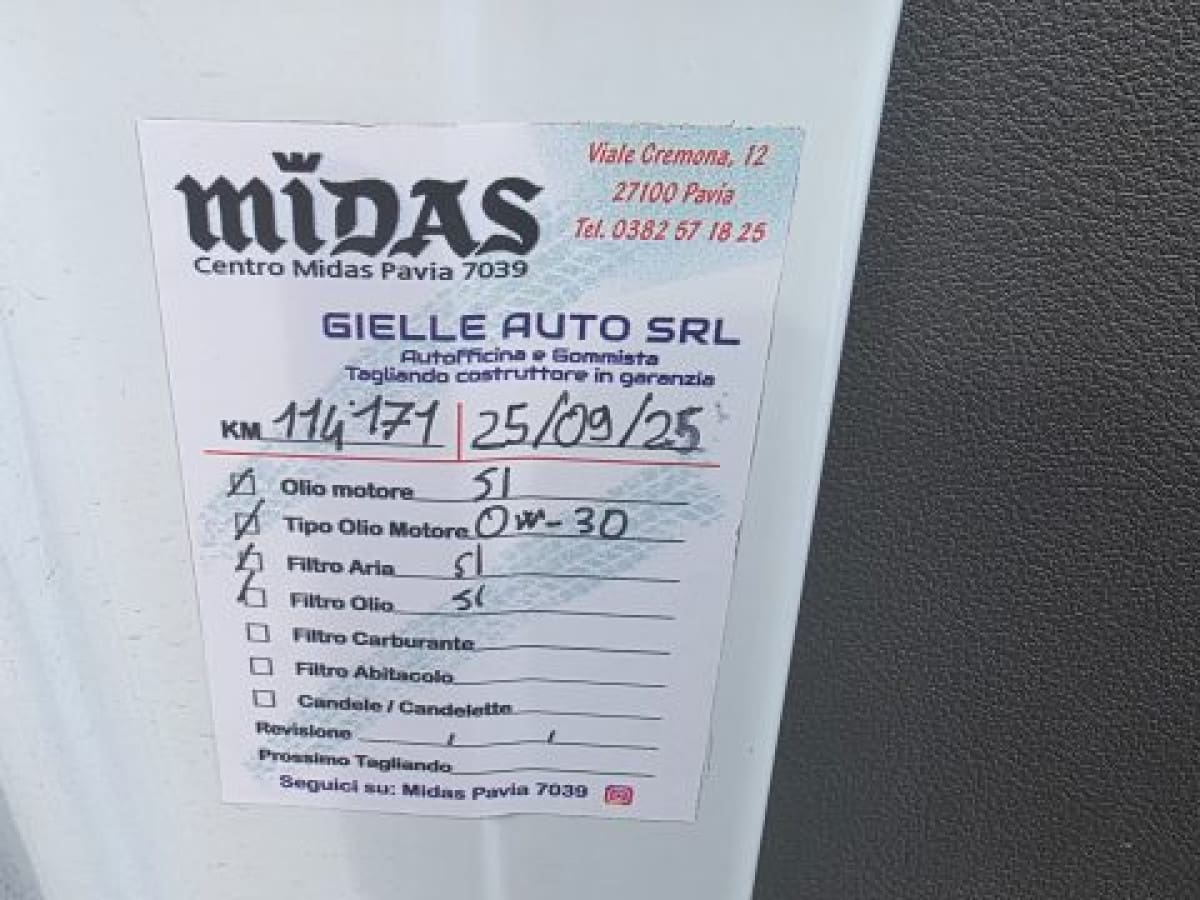 MIDAS
Centro Midas Pavia 7039
Viale Cremona, 12
27100 Pavia
Tel. 0382 57 18 25
GIELLE AUTO SRL
Autofficina e Gommista
Tagliando costruttore in garanzia
KM 114.171 25/09/25
Olio motore SI
Tipo Olio Motore 0W-30
Filtro Aria SI
Filtro Olio SI
Filtro Carburante
Filtro Abitacolo
Candele / Candelette
Revisione / /
Prossimo Tagliando
Seguici su: Midas Pavia 7039